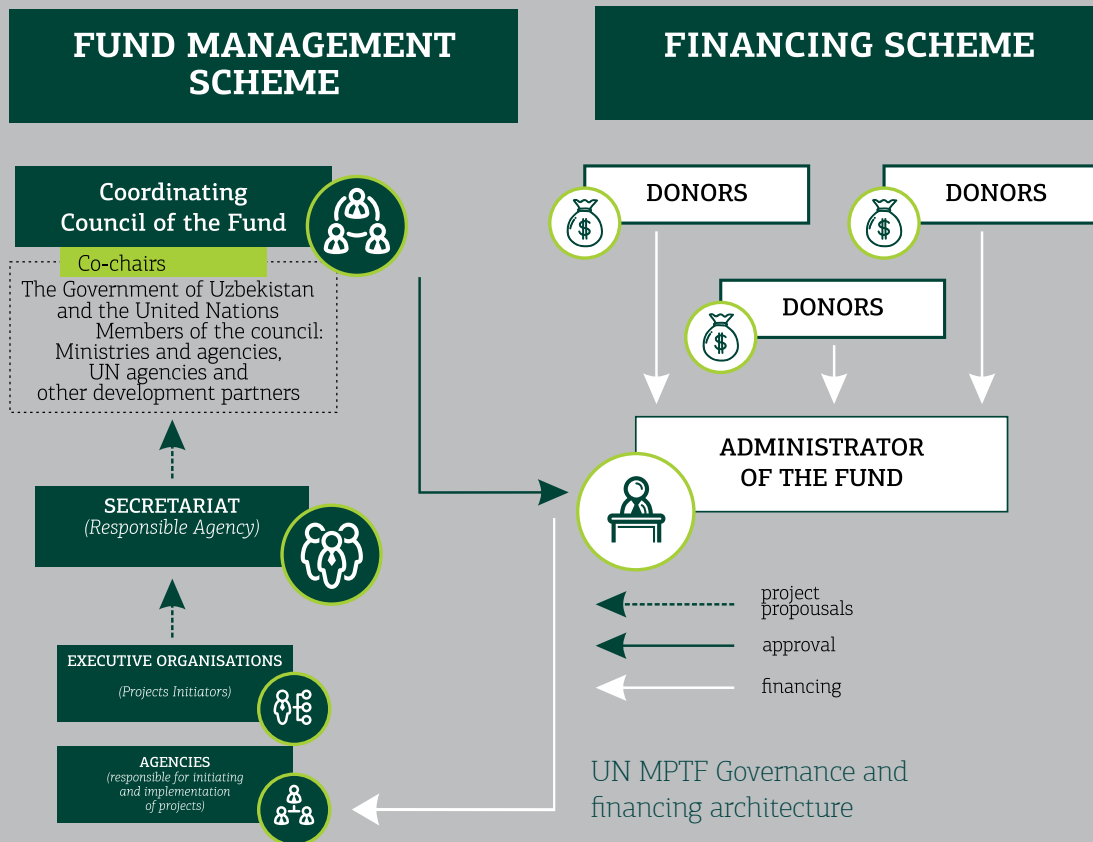 FUND MANAGEMENT
SCHEME
Coordinating
Council of the Fund
Co-chairs
The Government of Uzbekistan
and the United Nations
Members of the council:
Ministries and agencies,
UN agencies and
other development partners
SECRETARIAT
(Responsible Agency)
EXECUTIVE ORGANISATIONS
(Projects Initiators)
AGENCIES
(responsible for initiating
and implementation
of projects)
FINANCING SCHEME
DONORS
$
DONORS
$
DONORS
$
ADMINISTRATOR
OF THE FUND
project
propousals
approval
financing
UN MPTF Governance and
financing architecture